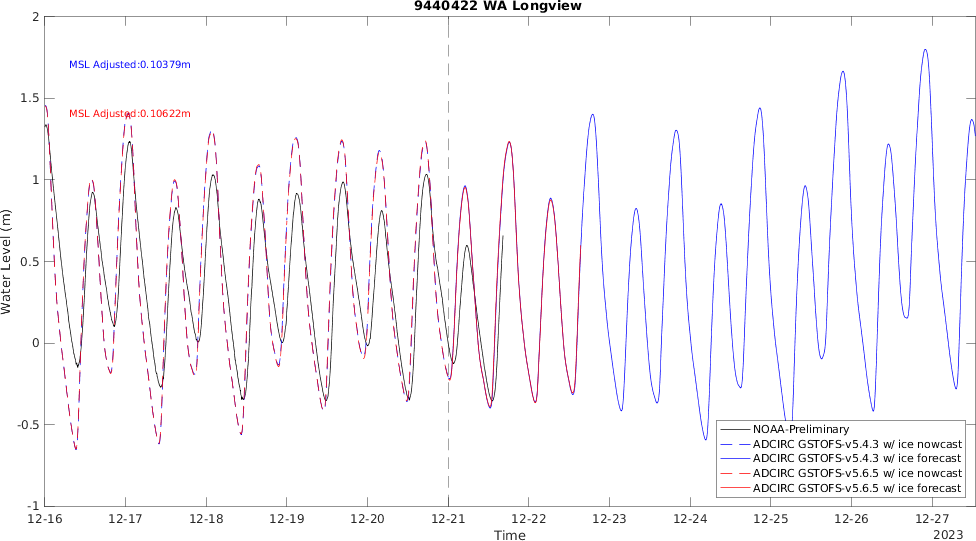 9440422 WA Longview
2
1.5
1
0.5
0
-0.5
-1
Water Level (m)
MSL Adjusted:0.10379m
MSL Adjusted:0.10622m
NOAA-Preliminary
ADCIRC GSTOFS-v5.4.3 w/ ice nowcast
ADCIRC GSTOFS-v5.4.3 w/ ice forecast
ADCIRC GSTOFS-v5.6.5 w/ ice nowcast
ADCIRC GSTOFS-v5.6.5 w/ ice forecast
12-16 12-17 12-18 12-19 12-20 12-21 12-22 12-23 12-24 12-25 12-26 12-27
Time
2023